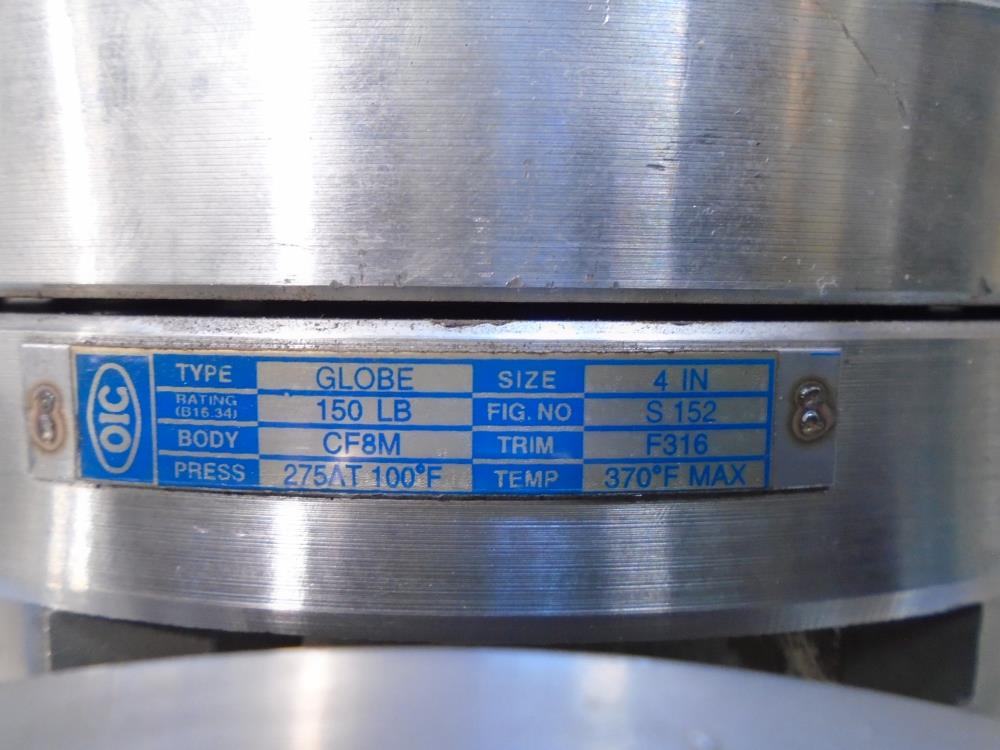 OIC
TYPE GLOBE SIZE 4 IN
RATING (B16.34) 150 LB FIG. NO S 152
BODY CF8M TRIM F316
PRESS 275AT 100°F TEMP 370°F MAX